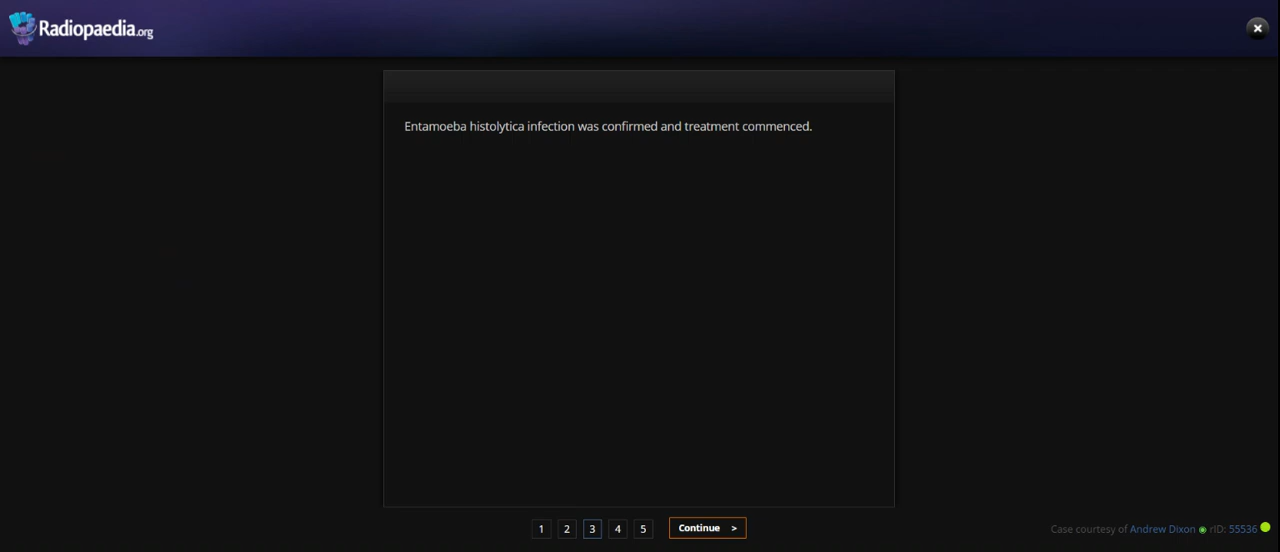 Radiopaedia.org
Entamoeba histolytica infection was confirmed and treatment commenced.
1 2 3 4 5 Continue >
Case courtesy of Andrew Dixon rID: 55536